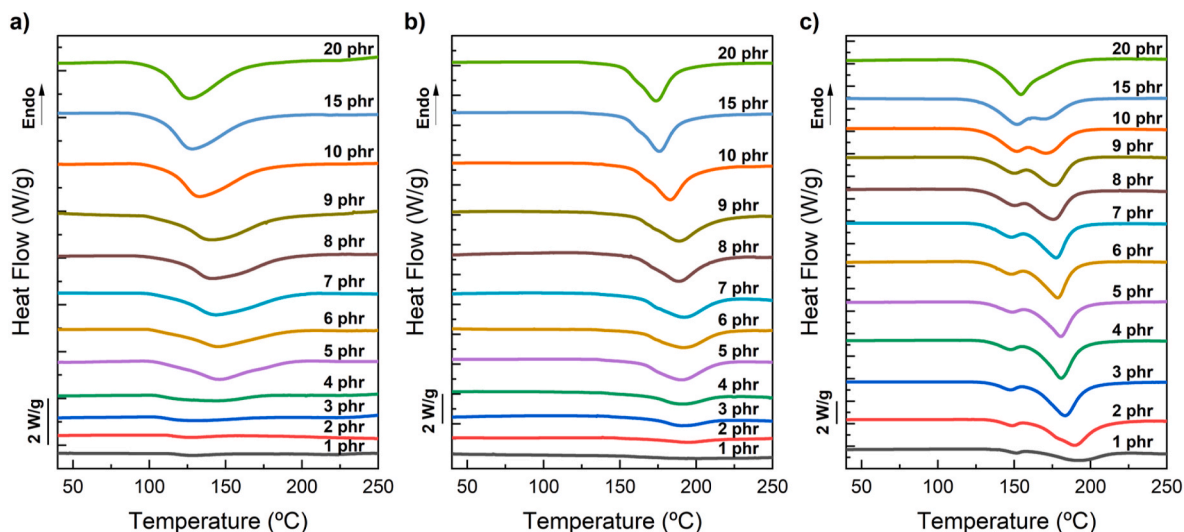 a)
20 phr
15 phr
10 phr
9 phr
8 phr
7 phr
6 phr
5 phr
4 phr
3 phr
2 phr
1 phr
Endo
Heat Flow (W/g)
2 W/g
50 100 150 200 250
Temperature (ºC)
b)
20 phr
15 phr
10 phr
9 phr
8 phr
7 phr
6 phr
5 phr
4 phr
3 phr
2 phr
1 phr
Endo
Heat Flow (W/g)
2 W/g
50 100 150 200 250
Temperature (ºC)
c)
20 phr
15 phr
10 phr
9 phr
8 phr
7 phr
6 phr
5 phr
4 phr
3 phr
2 phr
1 phr
Endo
Heat Flow (W/g)
2 W/g
50 100 150 200 250
Temperature (ºC)